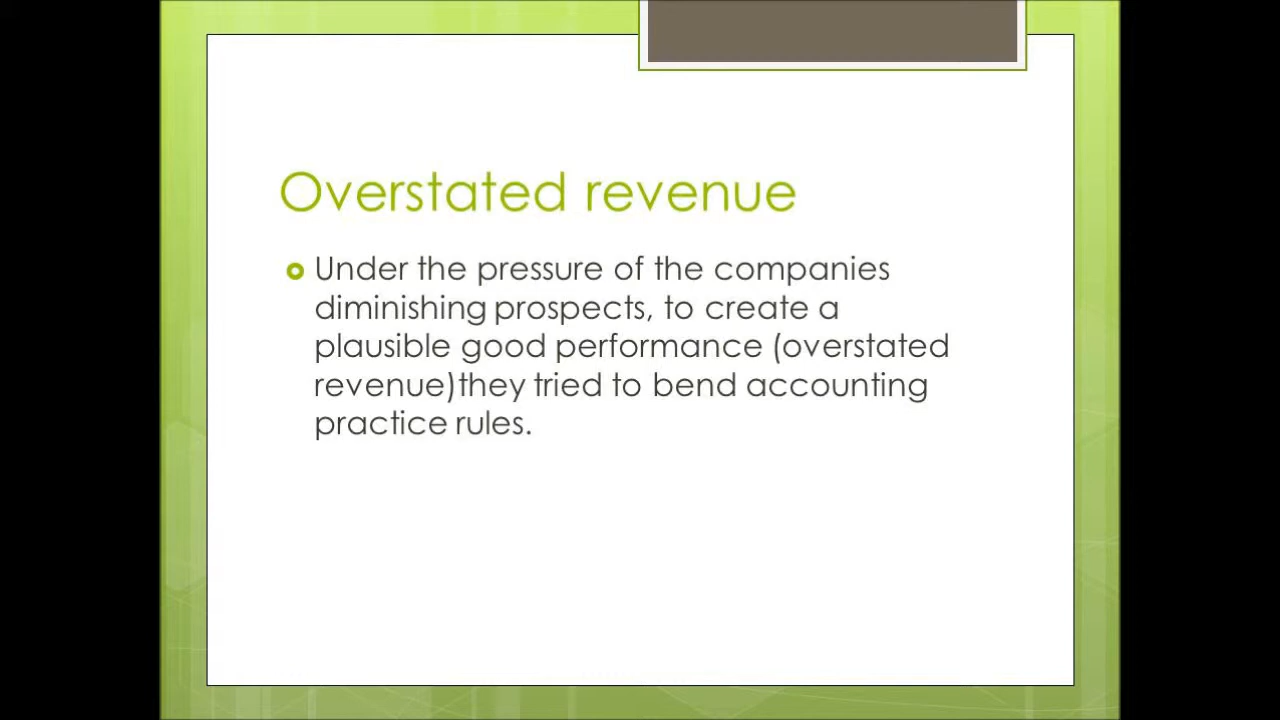 Overstated revenue
Under the pressure of the companies
diminishing prospects, to create a
plausible good performance (overstated
revenue)they tried to bend accounting
practice rules.